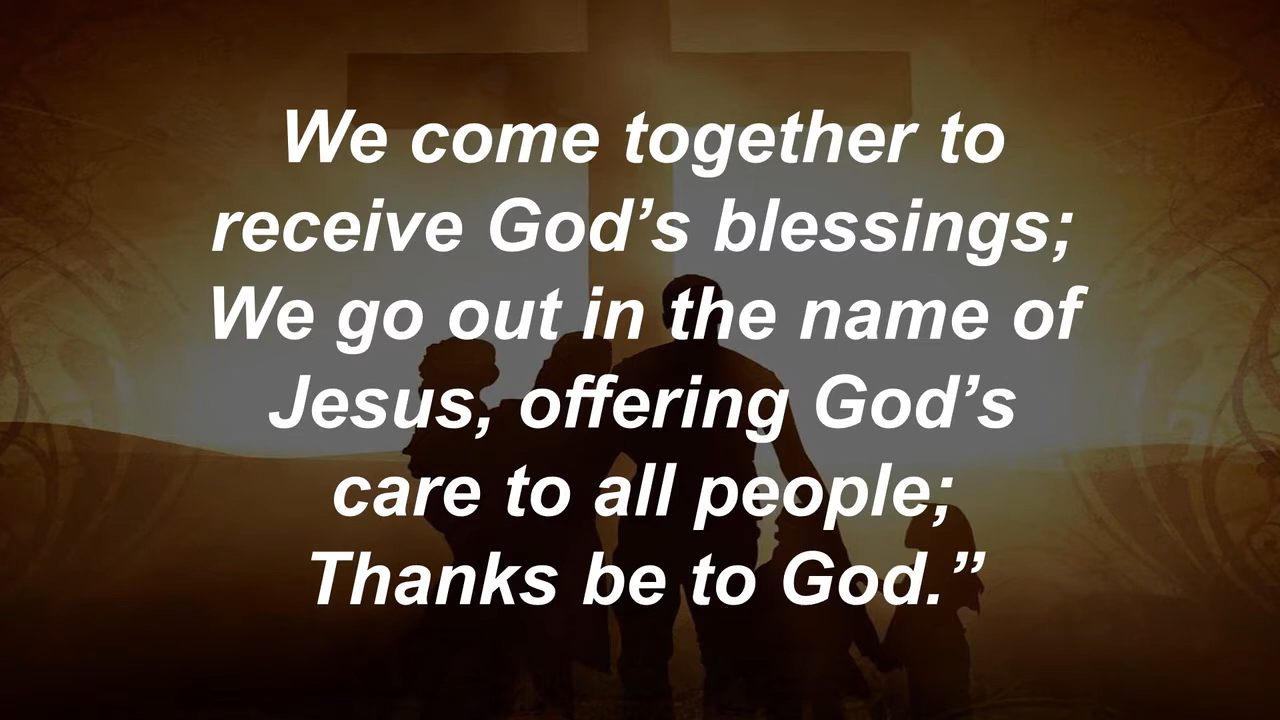 We come together to
receive God’s blessings;
We go out in the name of
Jesus, offering God’s
care to all people;
Thanks be to God.”